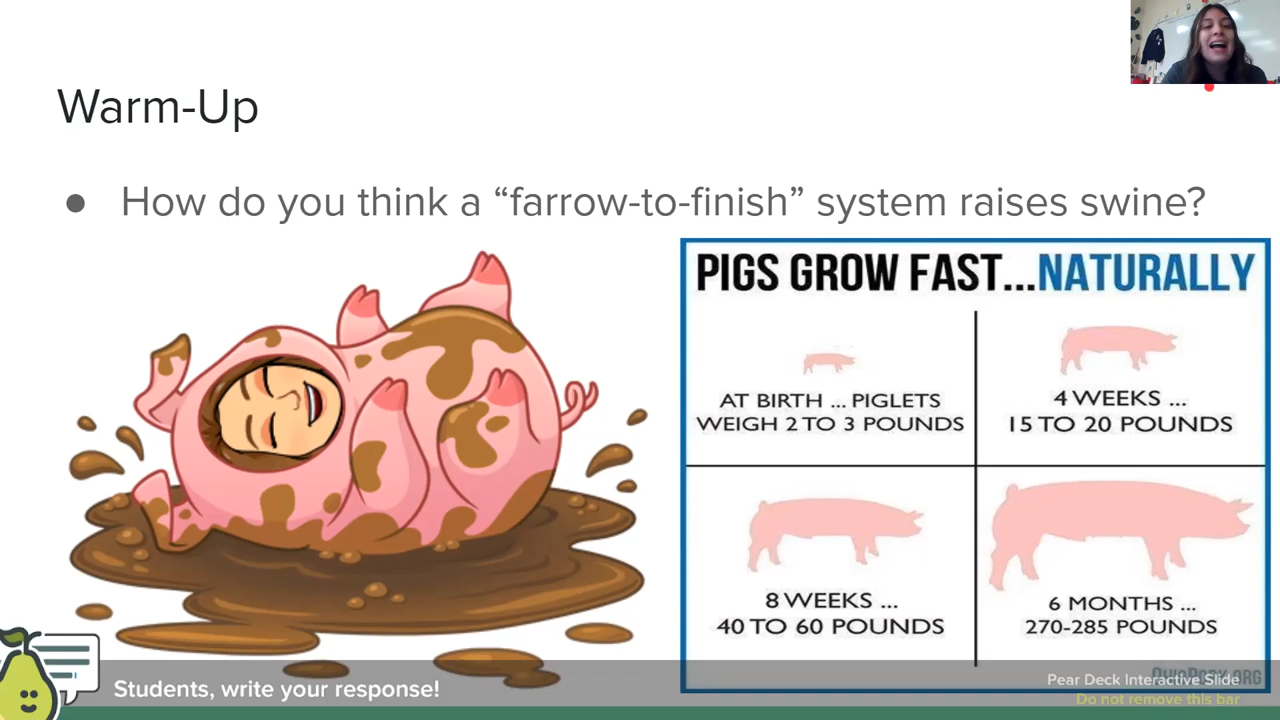 Warm-Up
● How do you think a “farrow-to-finish” system raises swine?
PIGS GROW FAST...NATURALLY
AT BIRTH ... PIGLETS
WEIGH 2 TO 3 POUNDS
4 WEEKS ...
15 TO 20 POUNDS
8 WEEKS ...
40 TO 60 POUNDS
6 MONTHS ...
270-285 POUNDS
Students, write your response!
Pear Deck Interactive Slide
Do not remove this bar